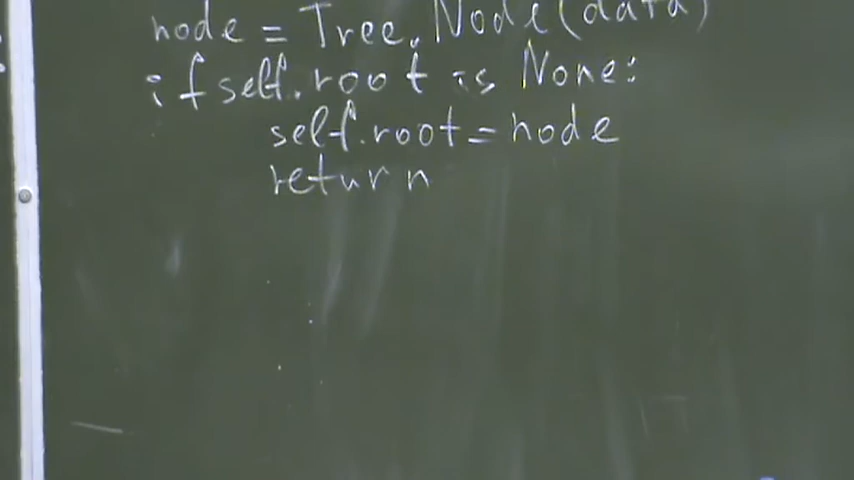 node = Tree.Node(data)
if self.root is None:
self.root = node
return